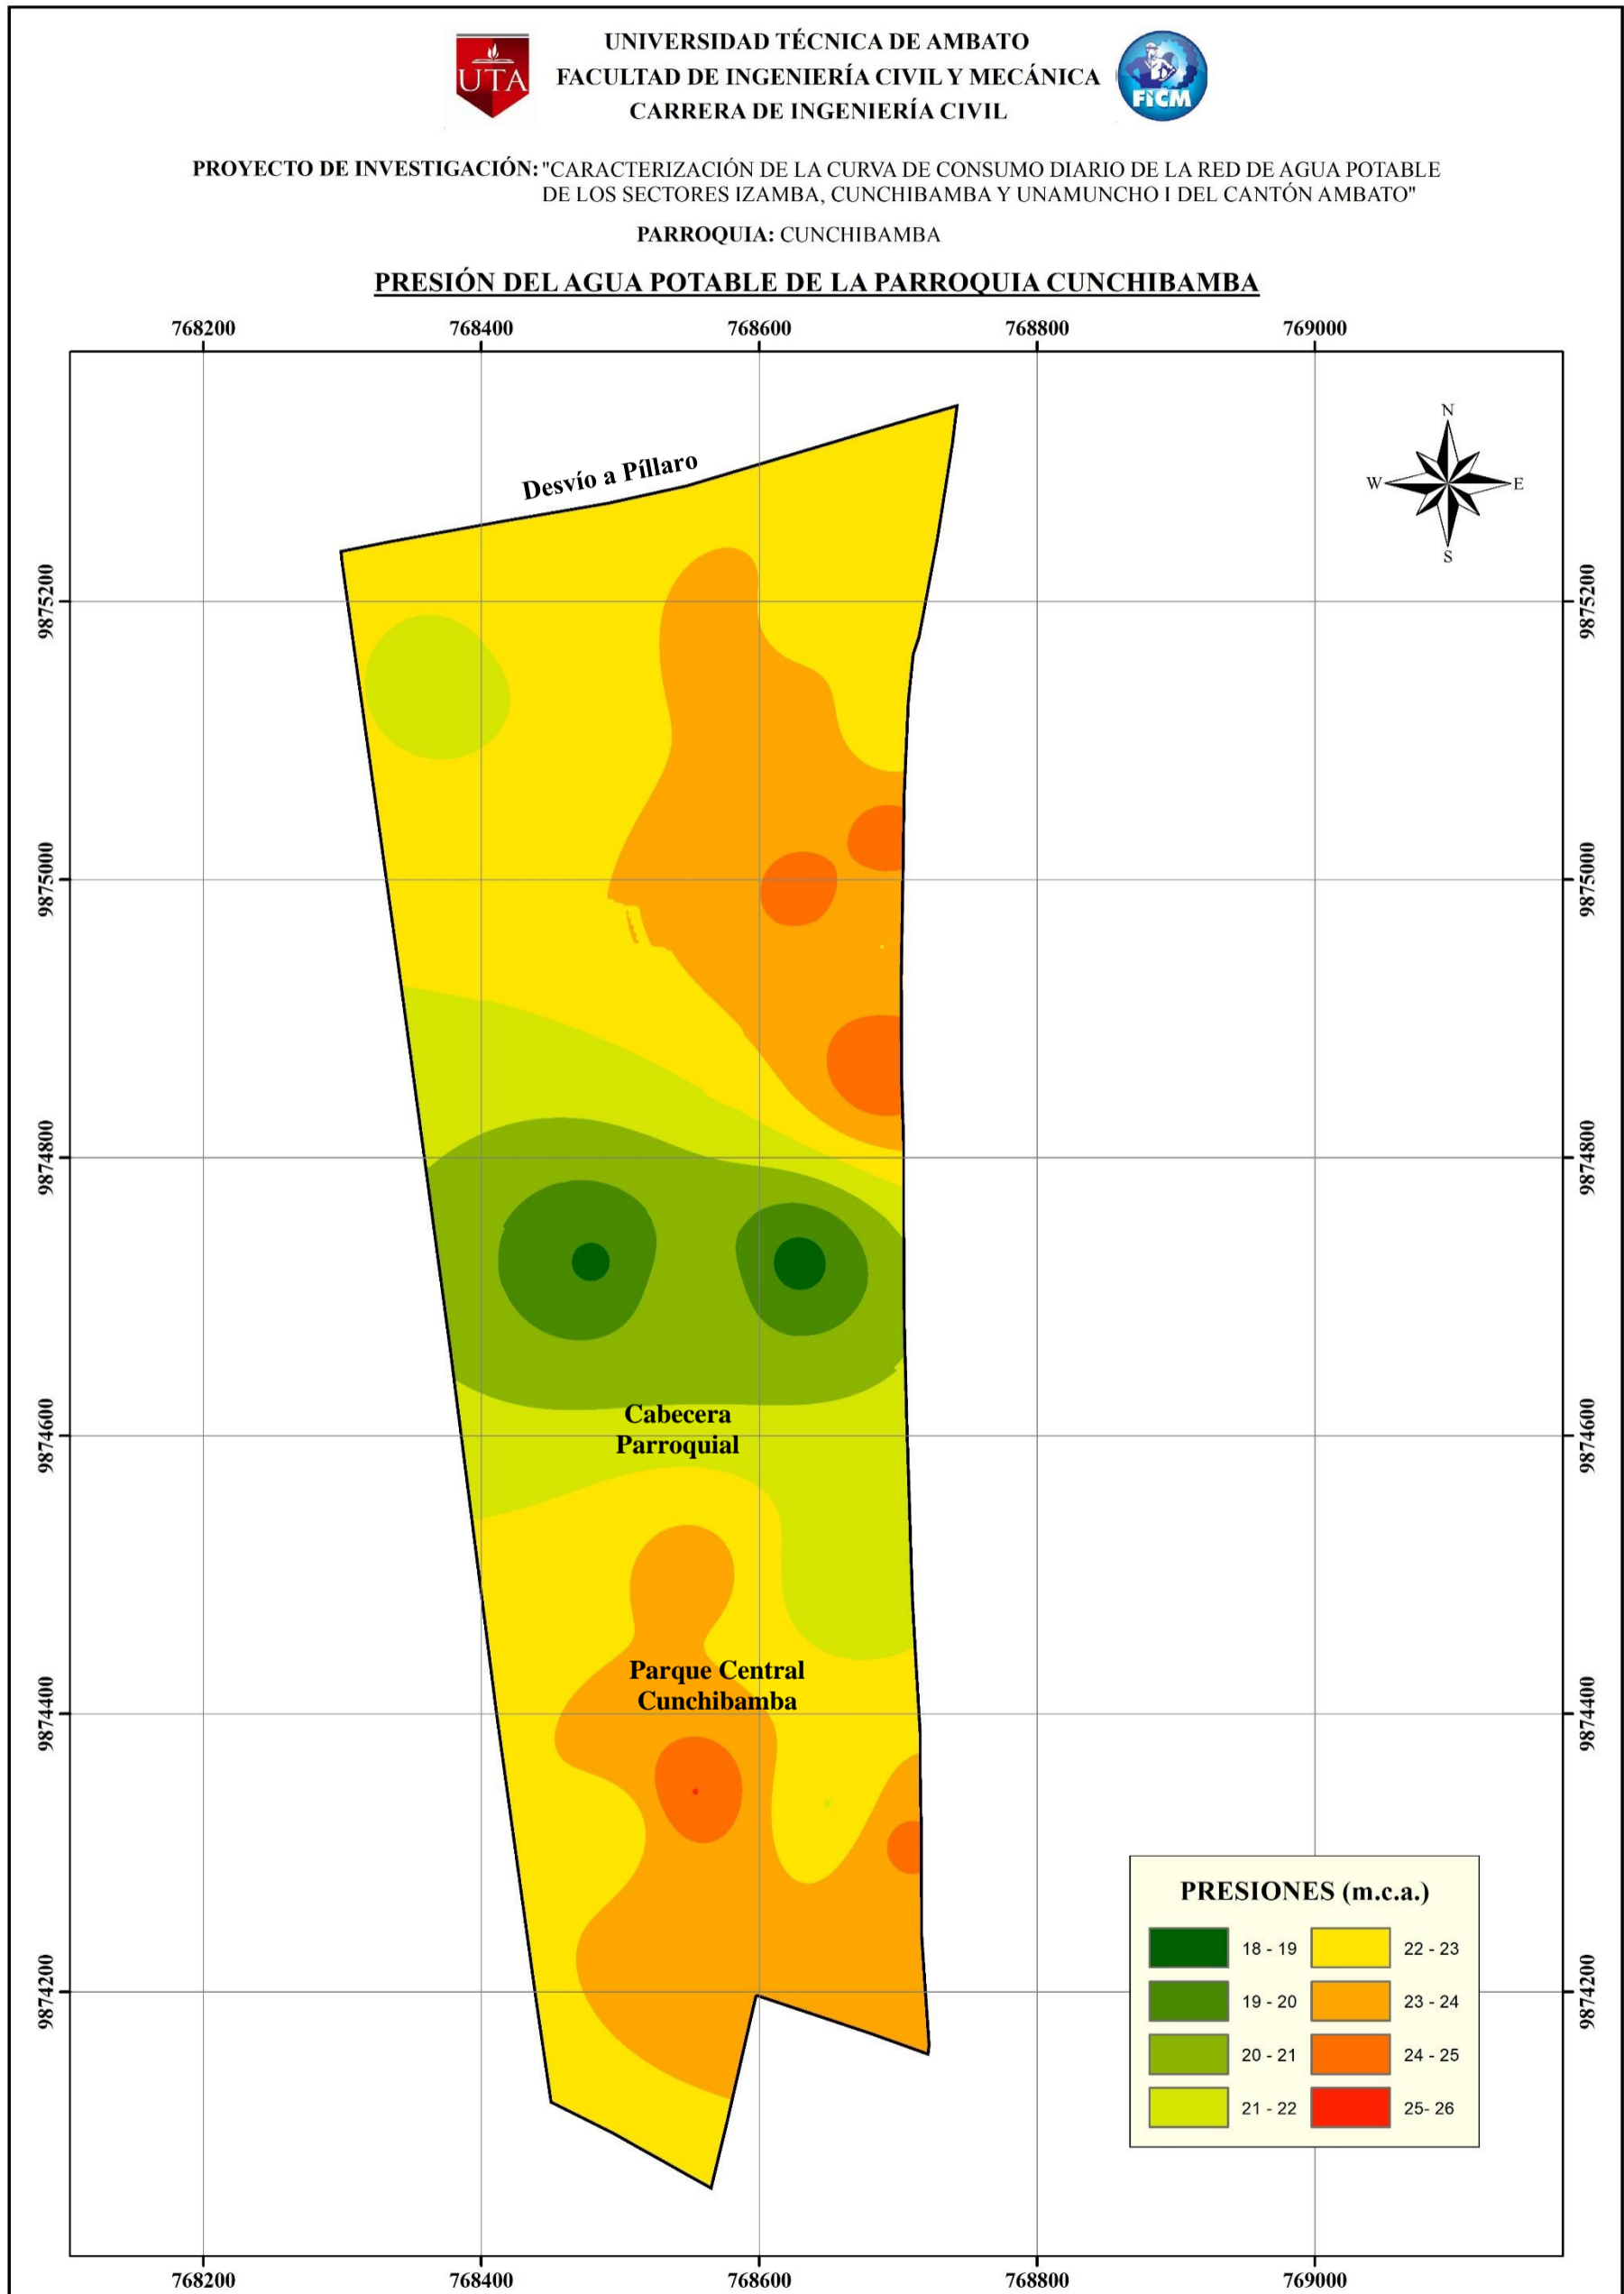 UNIVERSIDAD TÉCNICA DE AMBATO
FACULTAD DE INGENIERÍA CIVIL Y MECÁNICA
CARRERA DE INGENIERÍA CIVIL
UTA
FICM
PROYECTO DE INVESTIGACIÓN: "CARACTERIZACIÓN DE LA CURVA DE CONSUMO DIARIO DE LA RED DE AGUA POTABLE
DE LOS SECTORES IZAMBA, CUNCHIBAMBA Y UNAMUNCHO I DEL CANTÓN AMBATO"
PARROQUIA: CUNCHIBAMBA
PRESIÓN DEL AGUA POTABLE DE LA PARROQUIA CUNCHIBAMBA
768200 768400 768600 768800 769000
N
W E
S
Desvío a Píllaro
9875200 9875200
9875000 9875000
9874800 9874800
Cabecera
Parroquial
9874600 9874600
Parque Central
Cunchibamba
9874400 9874400
9874200 9874200
PRESIONES (m.c.a.)
18 - 19 22 - 23
19 - 20 23 - 24
20 - 21 24 - 25
21 - 22 25- 26
768200 768400 768600 768800 769000